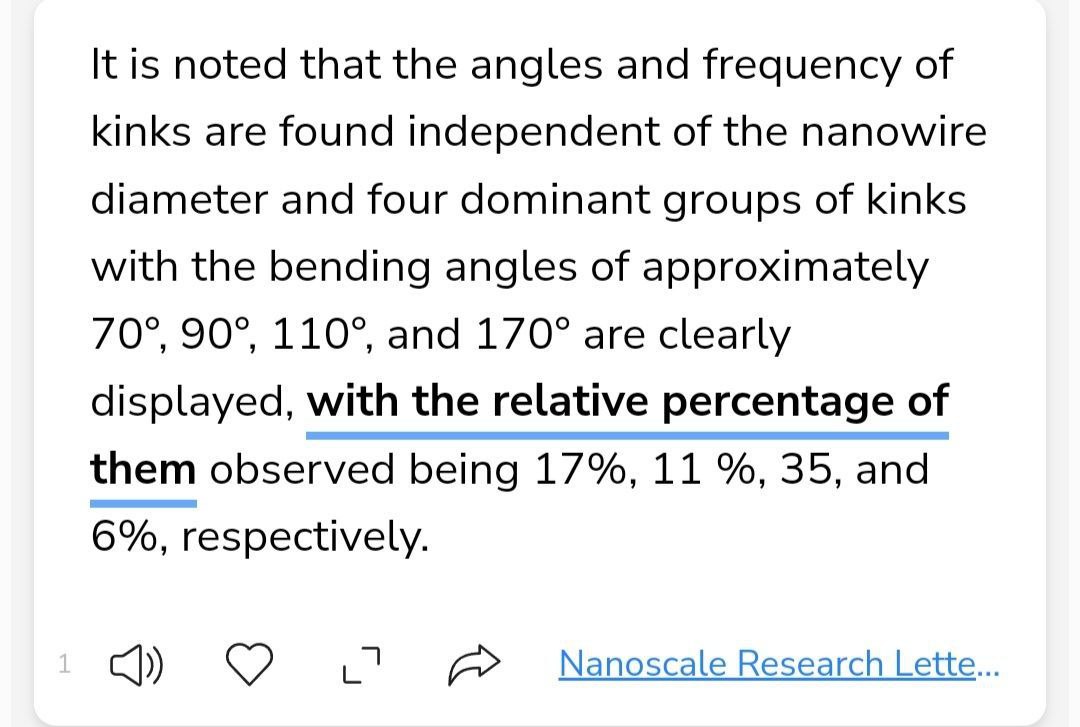 It is noted that the angles and frequency of
kinks are found independent of the nanowire
diameter and four dominant groups of kinks
with the bending angles of approximately
70°, 90°, 110°, and 170° are clearly
displayed, with the relative percentage of
them observed being 17%, 11 %, 35, and
6%, respectively.
1 Nanoscale Research Lette...